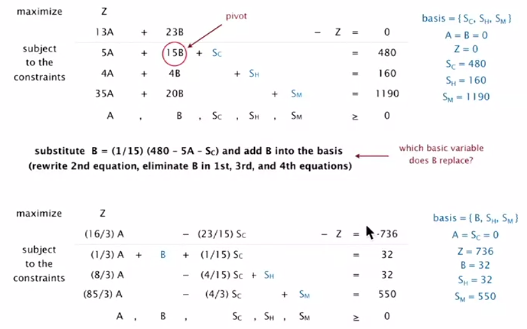 maximize Z
pivot
basis = { SC, SH, SM }
13A + 23B − Z = 0
A = B = 0
subject to the constraints
5A + 15B + SC = 480
Z = 0
4A + 4B + SH = 160
SC = 480
SH = 160
35A + 20B + SM = 1190
SM = 1190
A , B , SC , SH , SM ≥ 0
substitute B = (1/15) (480 – 5A – SC) and add B into the basis
which basic variable
does B replace?
(rewrite 2nd equation, eliminate B in 1st, 3rd, and 4th equations)
maximize Z
basis = { B, SH, SM }
(16/3) A − (23/15) SC − Z = -736
A = SC = 0
subject to the constraints
(1/3) A + B + (1/15) SC = 32
Z = 736
B = 32
(8/3) A − (4/15) SC + SH = 32
SH = 32
(85/3) A − (4/3) SC + SM = 550
SM = 550
A , B , SC , SH , SM ≥ 0